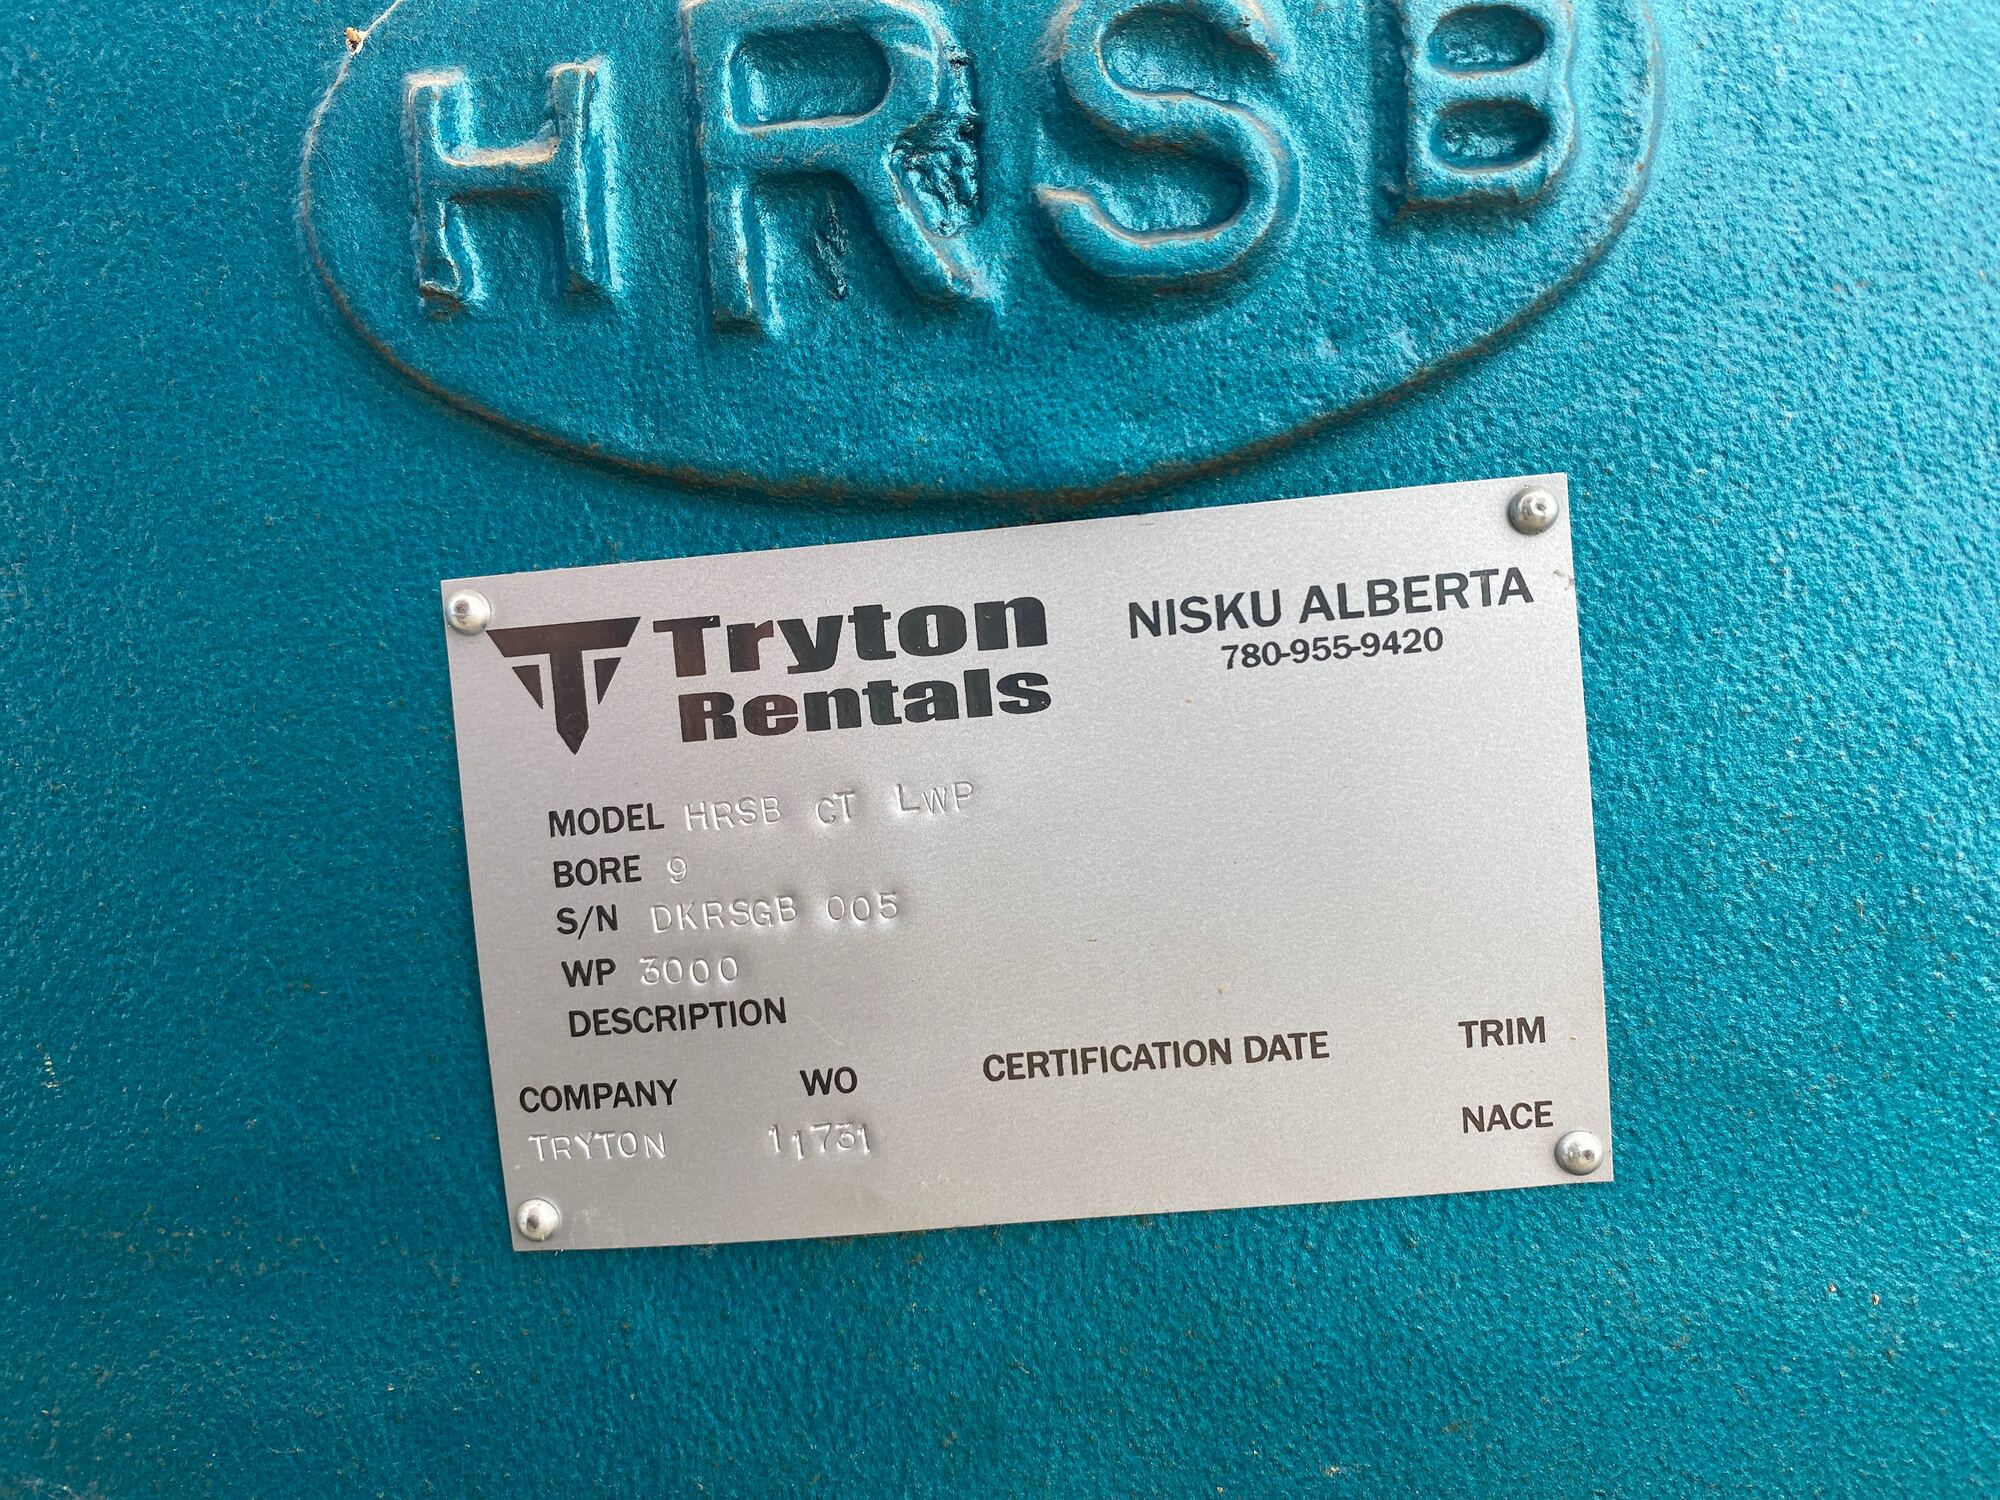 HRSB
Tryton
Rentals
NISKU ALBERTA
780-955-9420
MODEL HRSB CT LWP
BORE 9
S/N DKRSGB 005
WP 3000
DESCRIPTION
COMPANY WO CERTIFICATION DATE TRIM
TRYTON 11731 NACE